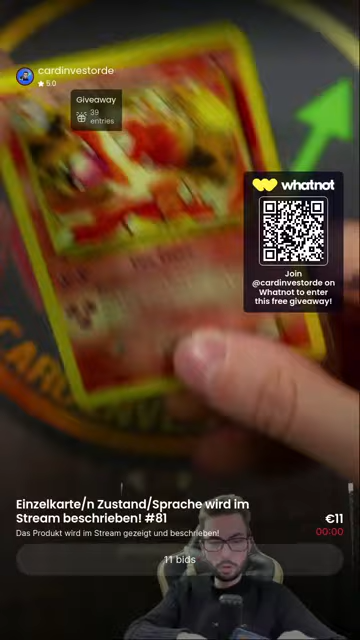 cardinvestorde
★ 5.0
Giveaway
39
entries
whatnot
Join
@cardinvestorde on
Whatnot to enter
this free giveaway!
Einzelkarte/n Zustand/Sprache wird im
Stream beschrieben! #81
€11
Das Produkt wird im Stream gezeigt und beschrieben!
00:00
11 bids